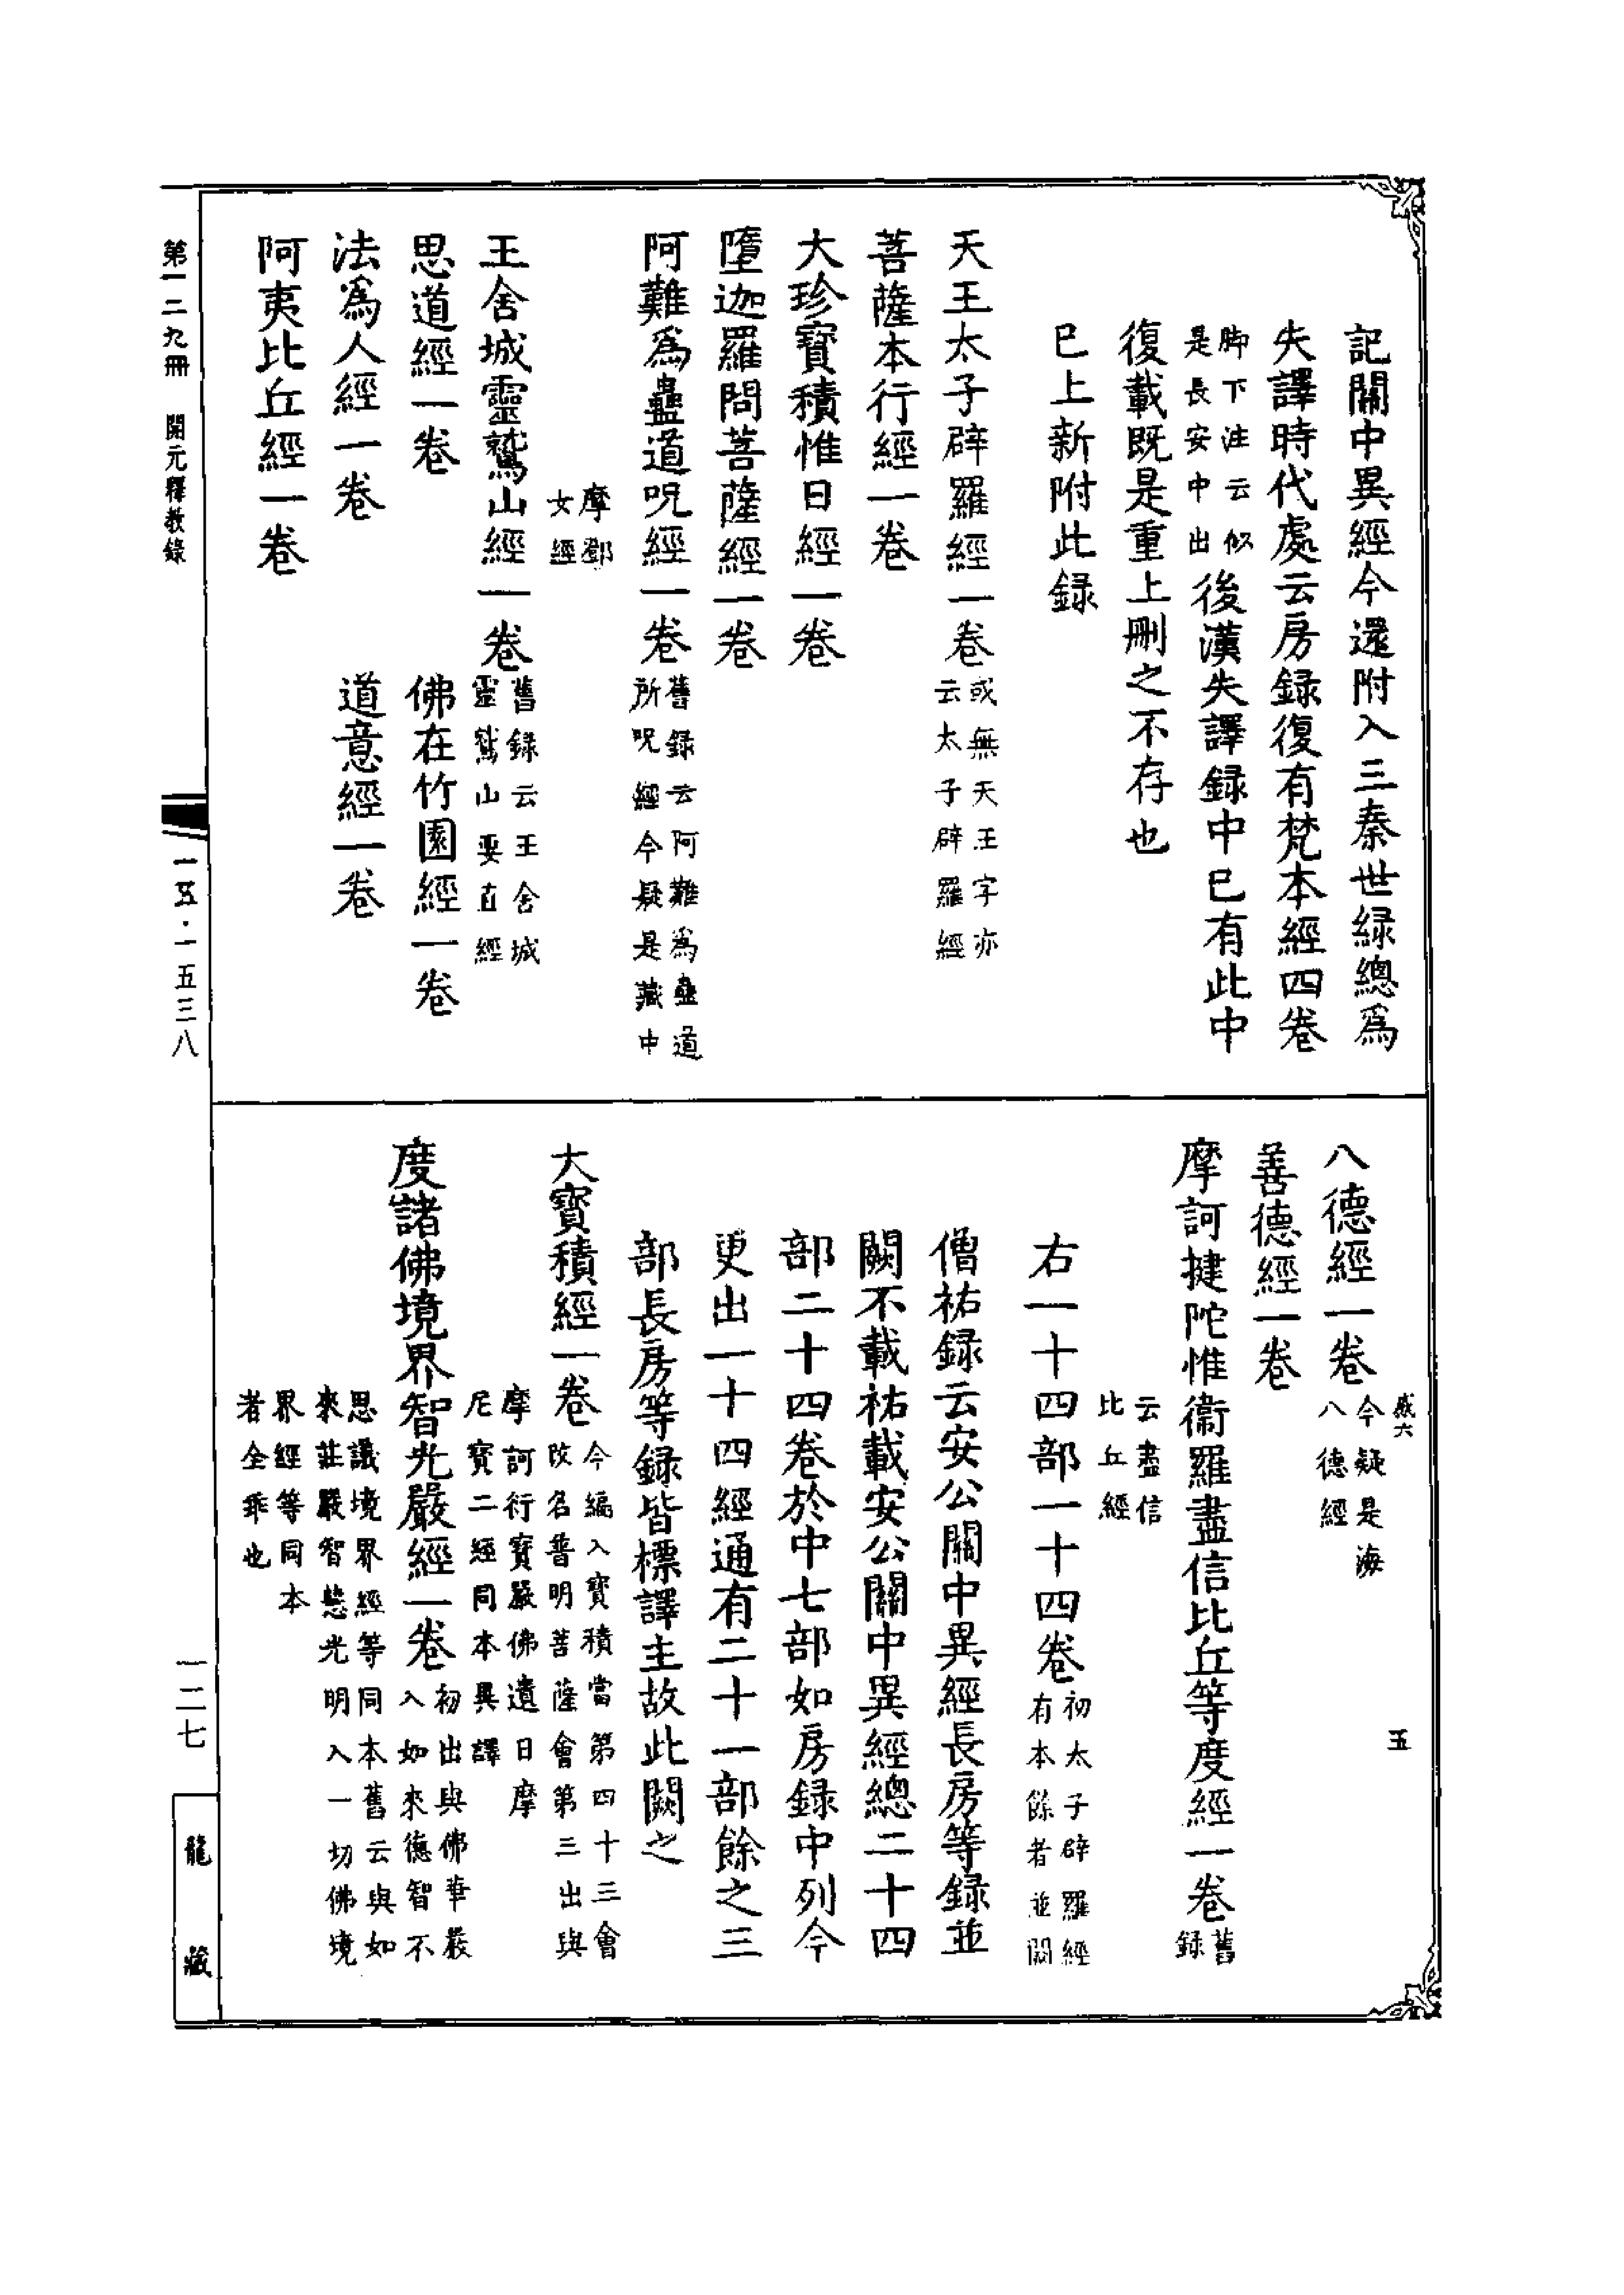 記關中異經今還附入三秦世緑總爲
失譯時代處云房録復有梵本經四卷
脚下注云似
是長安中出
後漢失譯録中已有此中
復載既是重上刪之不存也
已上新附此録
天王太子辟羅經一卷
或無天王字亦
云太子辟羅經
菩薩本行經一卷
大珍寶積惟日經一卷
墮迦羅問菩薩經一卷
阿難爲蠱道呪經一卷
舊録云阿難爲蠱道
所呪經今疑是藏中
摩鄧
女經
王舍城靈鷲山經一卷
舊録云王舍城
靈鷲山要直經
思道經一卷 佛在竹園經一卷
法爲人經一卷 道意經一卷
阿夷比丘經一卷
感六
五
八德經一卷
今疑是海
八德經
善德經一卷
摩訶揵陀惟衞羅盡信比丘等度經一卷
舊
録
云盡信
比丘經
右一十四部一十四卷
初太子辟羅經
有本餘者並闕
僧祐録云安公關中異經長房等録並
闕不載祐載安公關中異經總二十四
部二十四卷於中七部如房録中列今
更出一十四經通有二十一部餘之三
部長房等録皆標譯主故此闕之
大寶積經一卷
今編入寶積當第四十三會
改名普明菩薩會第三出與
摩訶衍寶嚴佛遺日摩
尼寶二經同本異譯
度諸佛境界智光嚴經一卷
初出與佛華嚴
入如來德智不
思議境界經等同本舊云與如
來莊嚴智慧光明入一切佛境
界經等同本
者全乖也
第一二九冊 開元釋教錄
一五·一五三八
一二七
龍藏